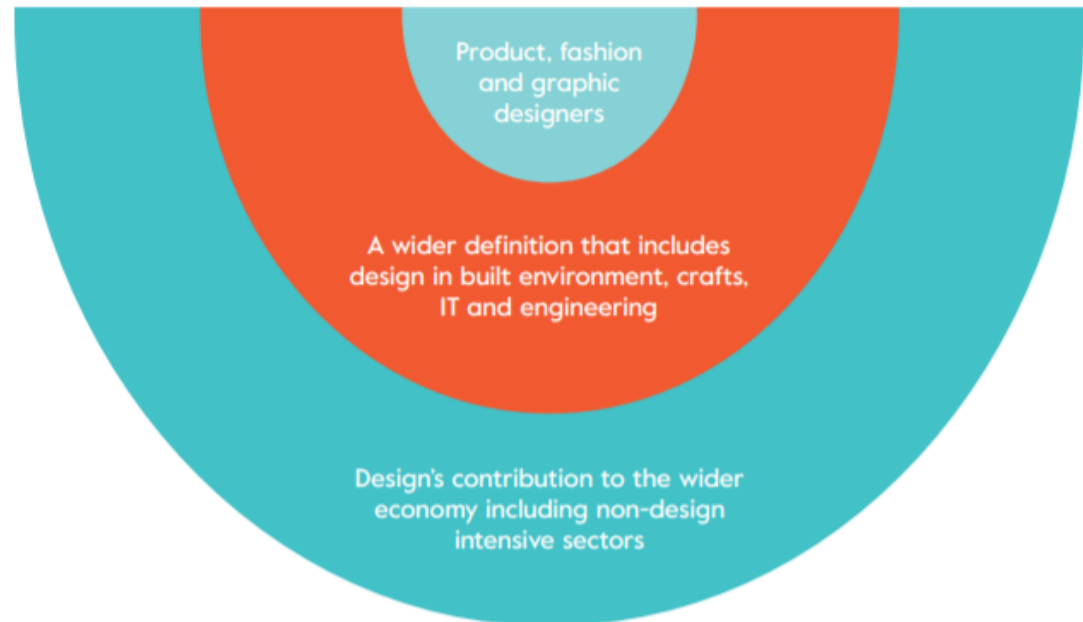 Product, fashion
and graphic
designers
A wider definition that includes
design in built environment, crafts,
IT and engineering
Design's contribution to the wider
economy including non-design
intensive sectors